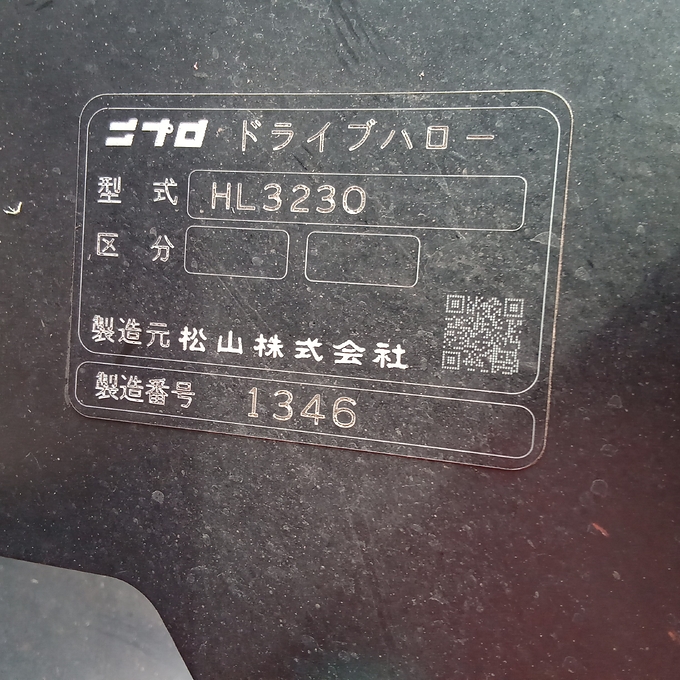 ニプロ ドライブハロー
型式 HL3230
区分
製造元 松山株式会社
製造番号 1346